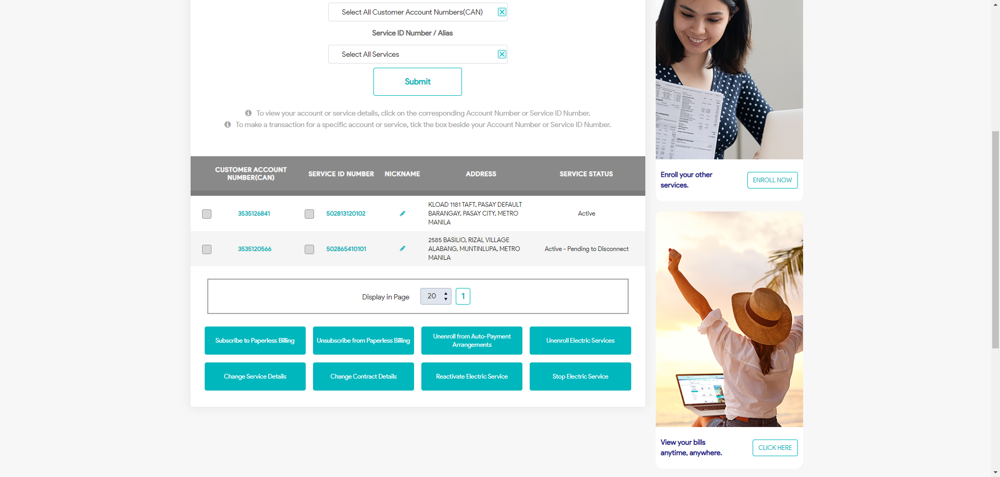 Select All Customer Account Numbers(CAN)
Service ID Number / Alias
Select All Services
Submit
To view your account or service details, click on the corresponding Account Number or Service ID Number.
To make a transaction for a specific account or service, tick the box beside your Account Number or Service ID Number.
CUSTOMER ACCOUNT
NUMBER(CAN)
SERVICE ID NUMBER
NICKNAME
ADDRESS
SERVICE STATUS
3535126841
502813120102
KLOAD 1181 TAFT, PASAY DEFAULT
BARANGAY, PASAY CITY, METRO
MANILA
Active
3535120566
502865410101
2585 BASILIO, RIZAL VILLAGE
ALABANG, MUNTINLUPA, METRO
MANILA
Active - Pending to Disconnect
Display in Page
20
1
Subscribe to Paperless Billing
Unsubscribe from Paperless Billing
Unenroll from Auto-Payment
Arrangements
Unenroll Electric Services
Change Service Details
Change Contract Details
Reactivate Electric Service
Stop Electric Service
Enroll your other
services.
ENROLL NOW
View your bills
anytime, anywhere.
CLICK HERE